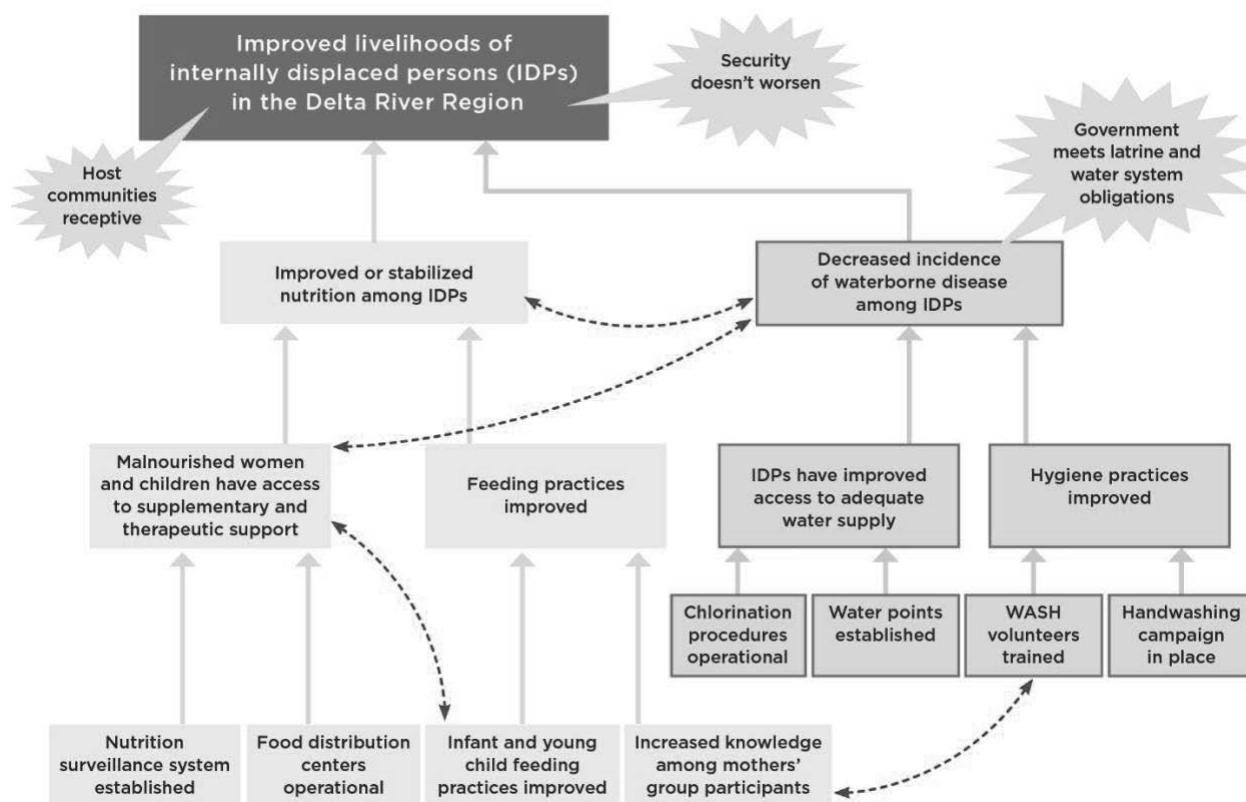 Improved livelihoods of
internally displaced persons (IDPs)
in the Delta River Region
Security
doesn't worsen
Host
communities
receptive
Government
meets latrine and
water system
obligations
Improved or stabilized
nutrition among IDPs
Decreased incidence
of waterborne disease
among IDPs
Malnourished women
and children have access
to supplementary and
therapeutic support
Feeding practices
improved
IDPs have improved
access to adequate
water supply
Hygiene practices
improved
Chlorination
procedures
operational
Water points
established
WASH
volunteers
trained
Handwashing
campaign
in place
Nutrition
surveillance system
established
Food distribution
centers
operational
Infant and young
child feeding
practices improved
Increased knowledge
among mothers'
group participants